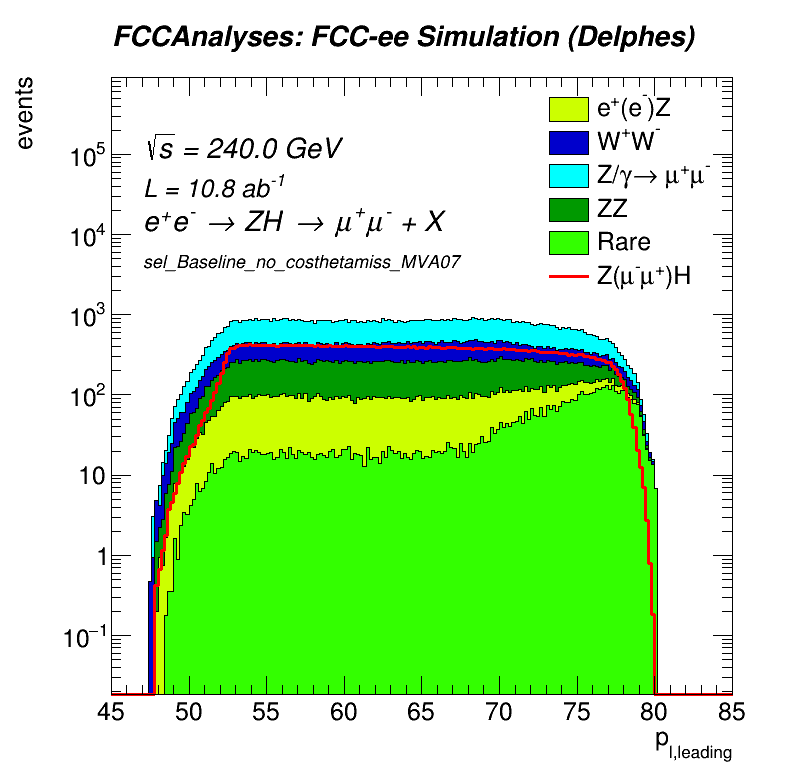 FCCAnalyses: FCC-ee Simulation (Delphes)
events
√s = 240.0 GeV
L = 10.8 ab⁻¹
e⁺e⁻ → ZH → μ⁺μ⁻ + X
sel_Baseline_no_costhetamiss_MVA07
e⁺(e⁻)Z
W⁺W⁻
Z/γ→ μ⁺μ⁻
ZZ
Rare
Z(μ⁻μ⁺)H
10⁵
10⁴
10³
10²
10
1
10⁻¹
45 50 55 60 65 70 75 80 85
p_l,leading